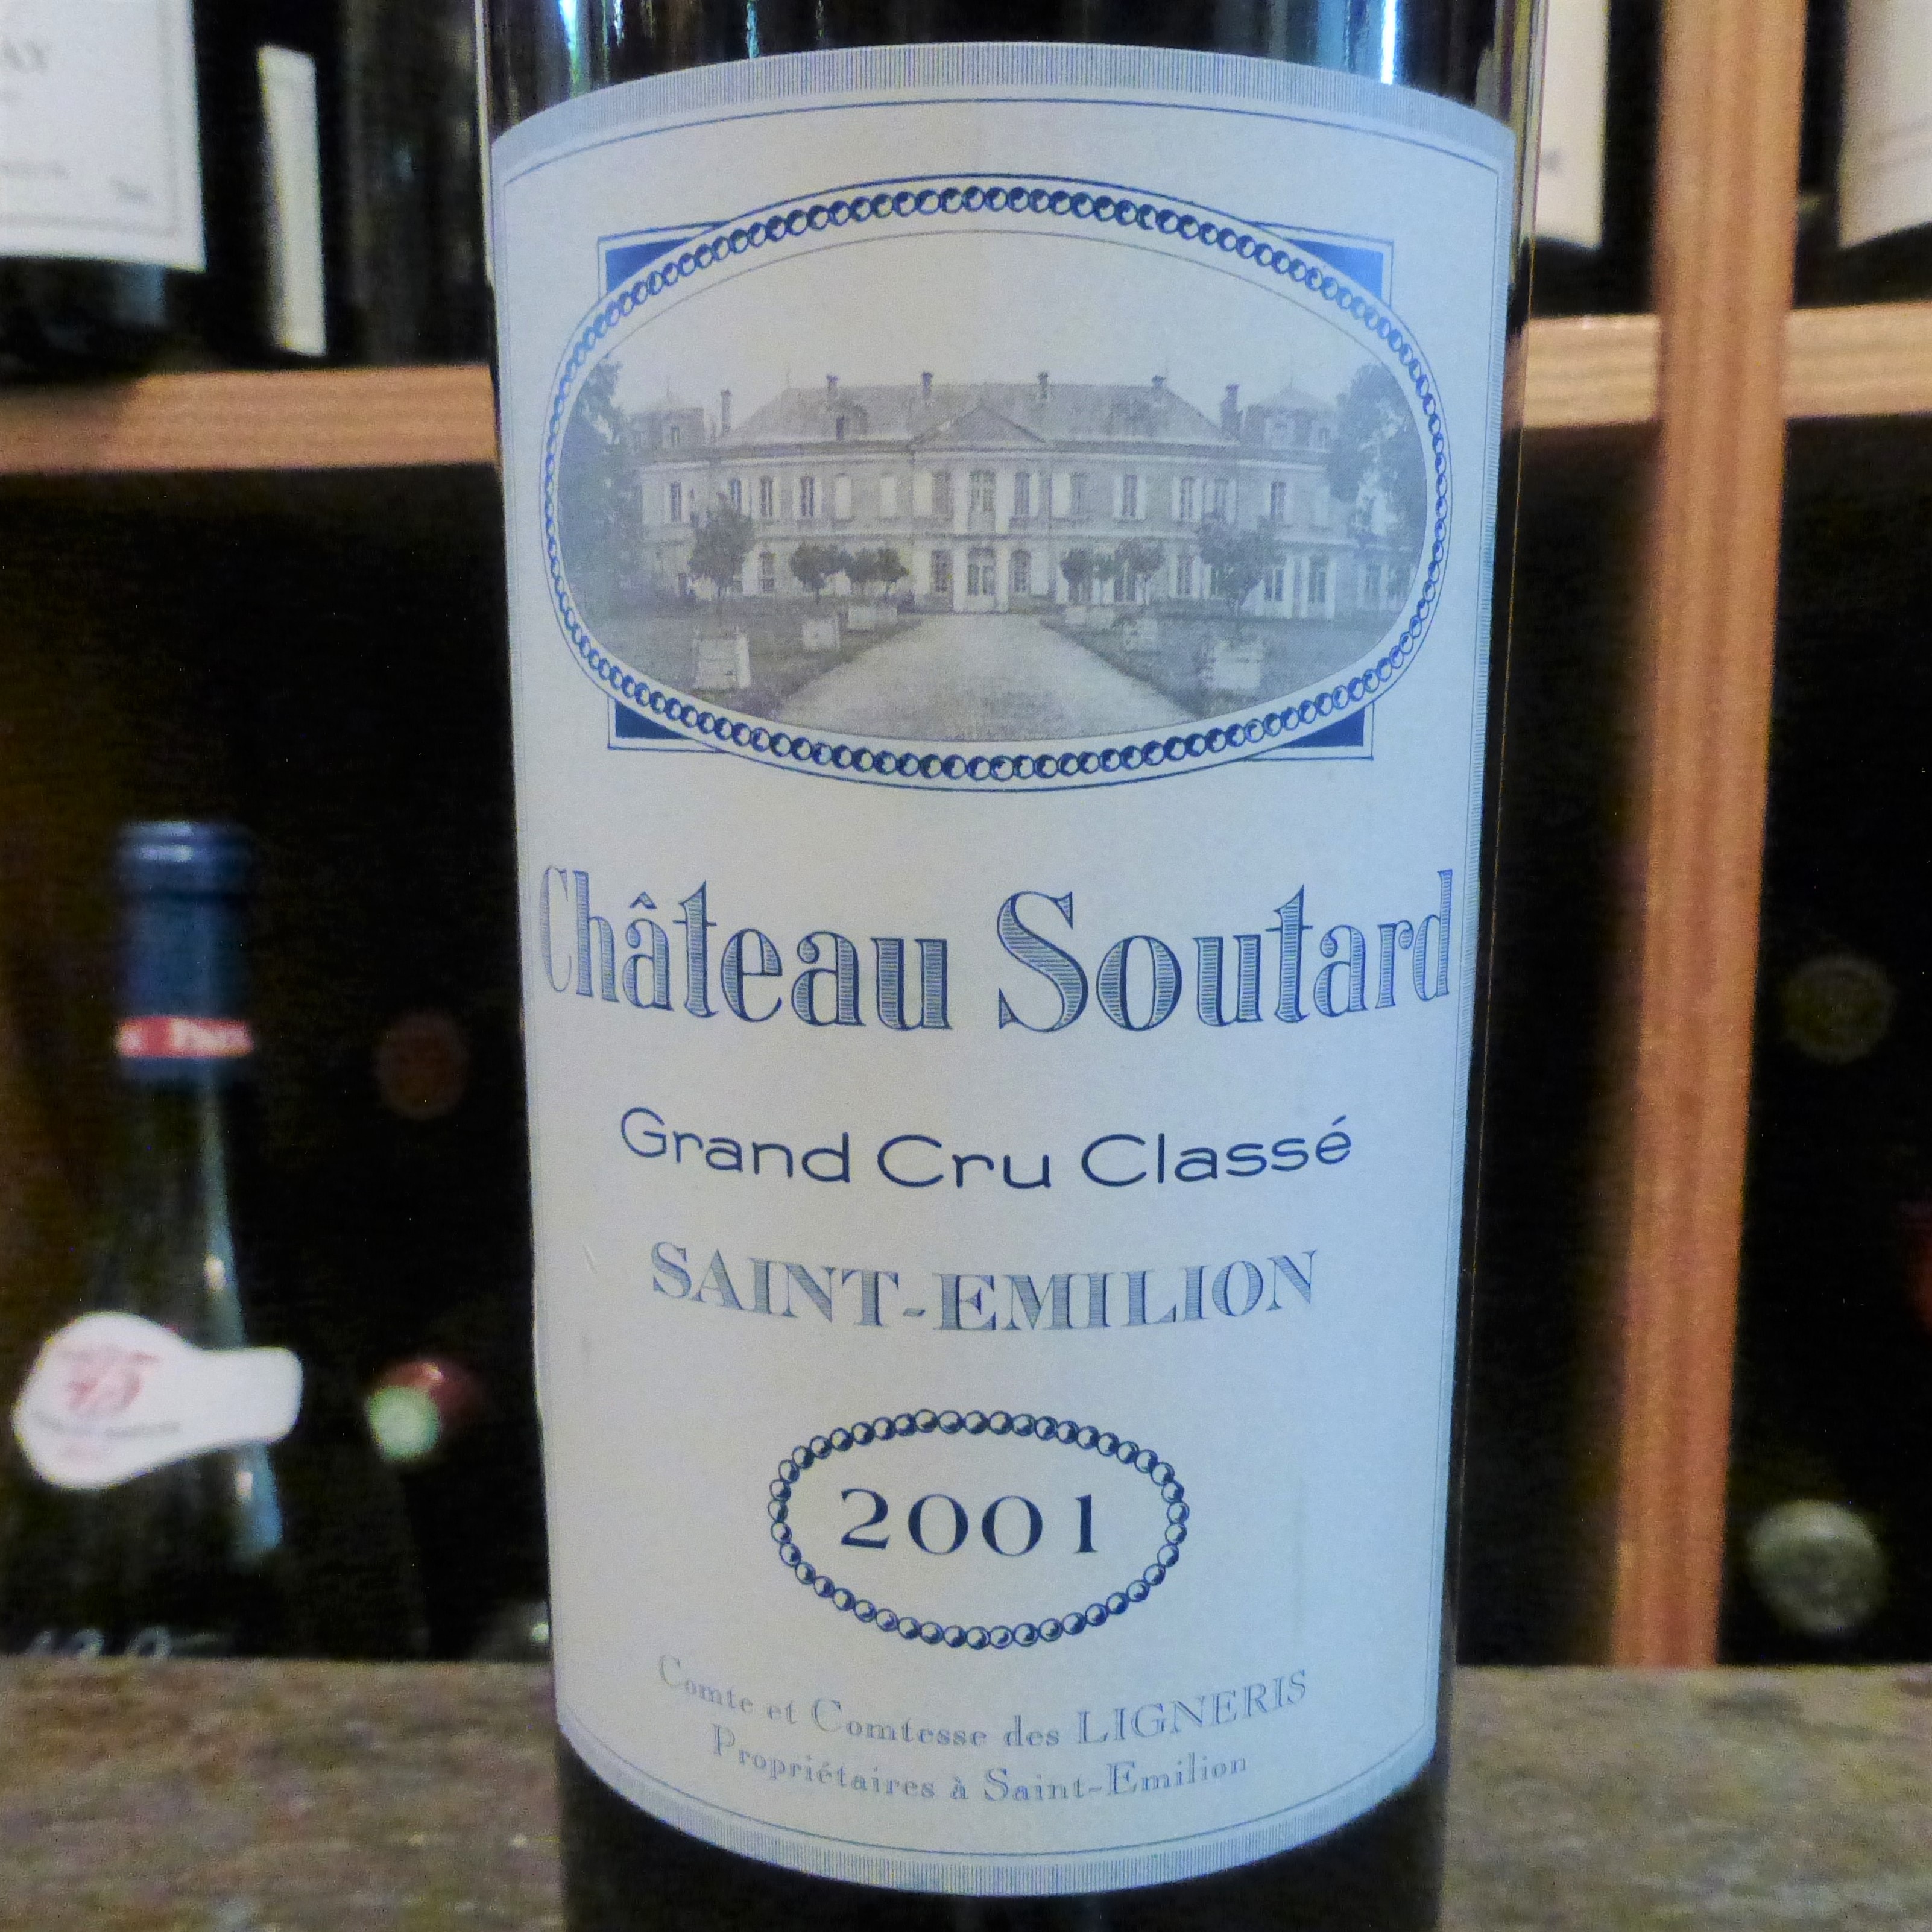 Château Soutard
Grand Cru Classé
SAINT-EMILION
2001
Comte et Comtesse des LIGNERIS
Propriétaires à Saint-Emilion